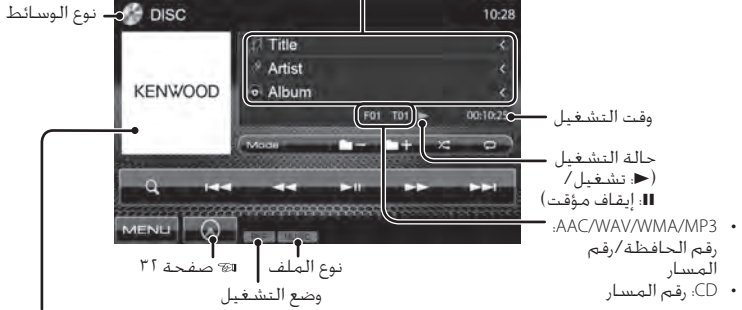 نوع الوسائط
DISC
10:28
Title
Artist
Album
KENWOOD
F01 T01
00:10:25
وقت التشغيل
Mode
حالة التشغيل
(►: تشغيل/
II: إيقاف مؤقت)
• AAC/WAV/WMA/MP3:
رقم الحافظة/رقم
المسار
• CD: رقم المسار
MENU
MUSIC
صفحة ٣٢
نوع الملف
وضع التشغيل